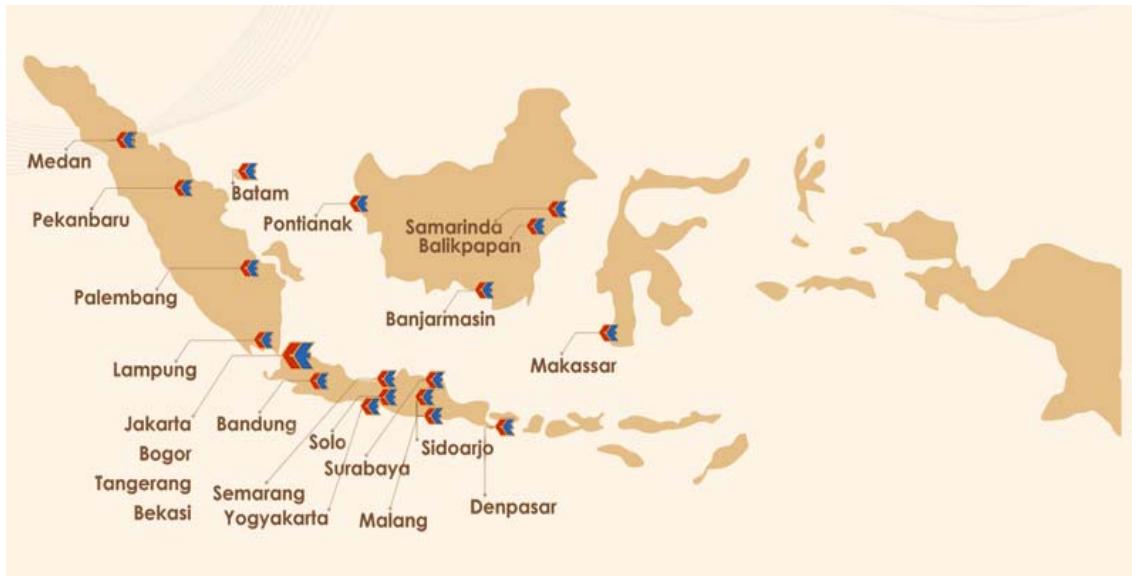 Medan
Batam
Pekanbaru
Pontianak
Samarinda
Balikpapan
Palembang
Banjarmasin
Lampung
Makassar
Jakarta
Bandung
Bogor
Solo
Sidoarjo
Surabaya
Tangerang
Semarang
Denpasar
Bekasi
Yogyakarta
Malang